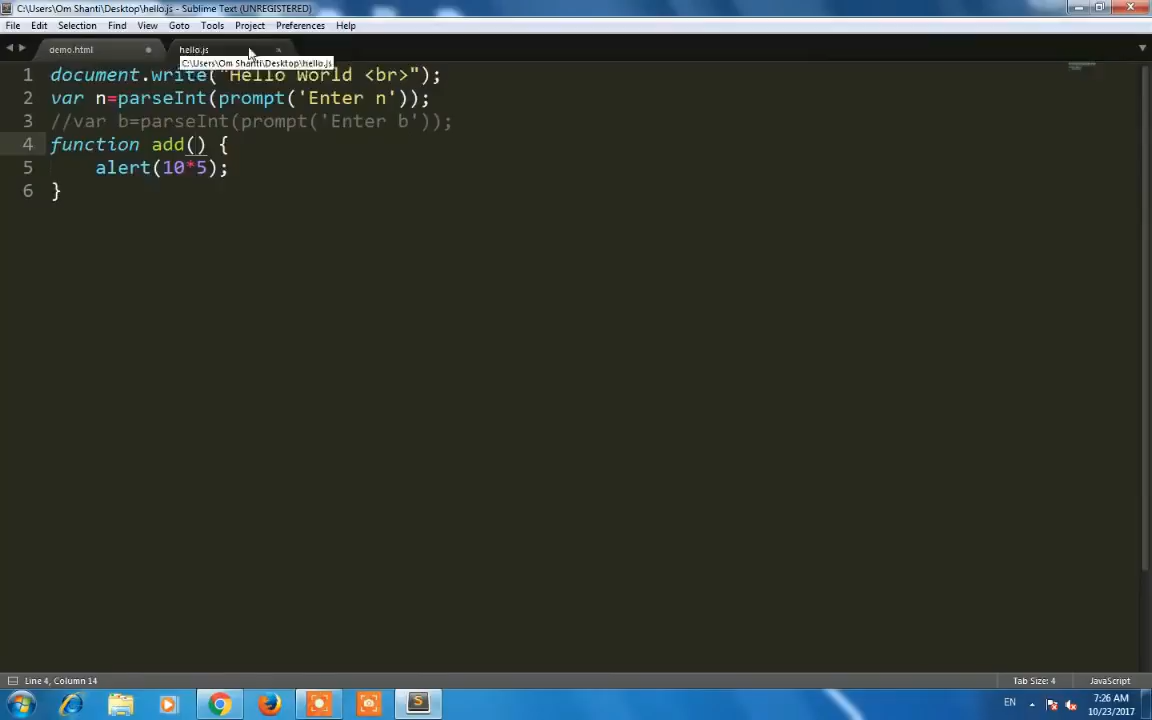 C:\Users\Om Shanti\Desktop\hello.js - Sublime Text (UNREGISTERED)
File Edit Selection Find View Goto Tools Project Preferences Help
demo.html hello.js
C:\Users\Om Shanti\Desktop\hello.js
1 document.write("Hello World <br>");
2 var n=parseInt(prompt('Enter n'));
3 //var b=parseInt(prompt('Enter b'));
4 function add() {
5 alert(10*5);
6 }
Line 4, Column 14 Tab Size: 4 JavaScript
EN 7:26 AM
10/23/2017